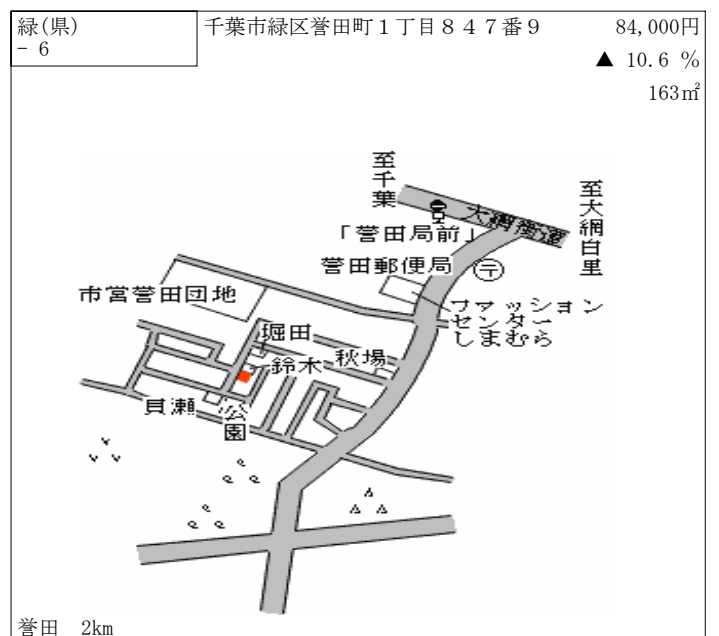 緑(県)
- 6
千葉市緑区誉田町１丁目８４７番９
84,000円
▲ 10.6 %
163㎡
至千葉
大網街道
至大網白里
「誉田局前」
誉田郵便局
〒
ファッション
センター
しまむら
市営誉田団地
堀田
鈴木
秋場
貝瀬
公園
誉田　2km